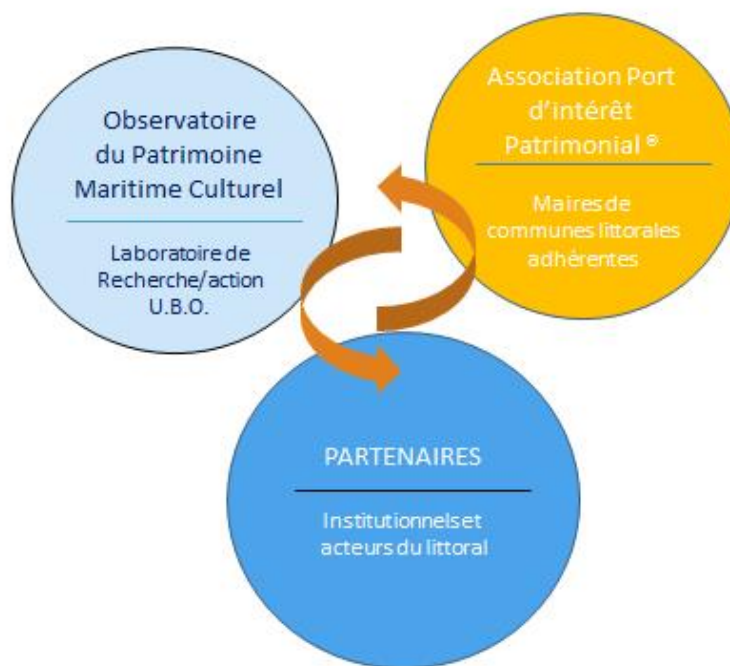 Observatoire
du Patrimoine
Maritime Culturel
Laboratoire de
Recherche/action
U.B.O.
Association Port
d'intérêt
Patrimonial ®
Maires de
communes littorales
adhérentes
PARTENAIRES
Institutionnels et
acteurs du littoral